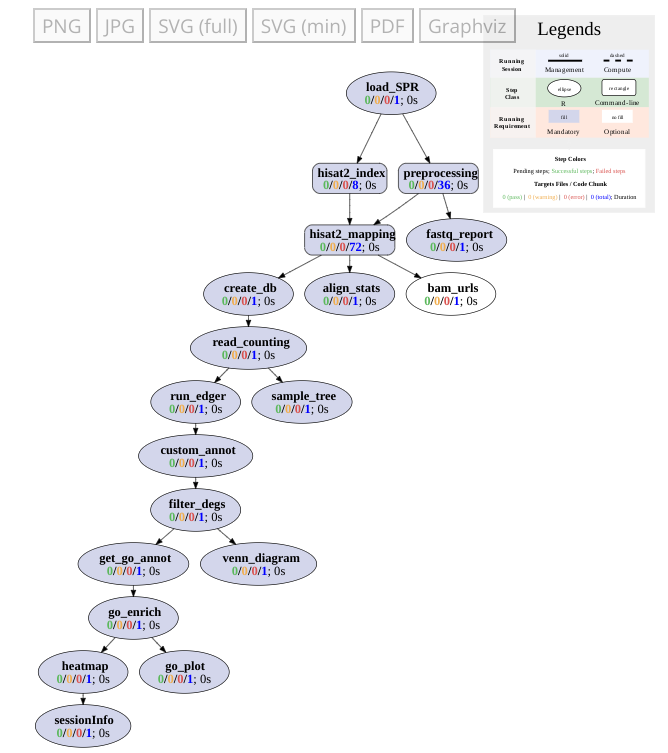 PNG JPG SVG (full) SVG (min) PDF Graphviz
Legends
Running Session
solid
Management
dashed
Compute
Step Class
ellipse
R
rectangle
Command-line
Running Requirement
fill
Mandatory
no fill
Optional
Step Colors
Pending steps; Successful steps; Failed steps
Targets Files / Code Chunk
0 (pass) | 0 (warning) | 0 (error) | 0 (total); Duration
load_SPR
0/0/0/1; 0s
hisat2_index
0/0/0/8; 0s
preprocessing
0/0/0/36; 0s
hisat2_mapping
0/0/0/72; 0s
fastq_report
0/0/0/1; 0s
create_db
0/0/0/1; 0s
align_stats
0/0/0/1; 0s
bam_urls
0/0/0/1; 0s
read_counting
0/0/0/1; 0s
run_edger
0/0/0/1; 0s
sample_tree
0/0/0/1; 0s
custom_annot
0/0/0/1; 0s
filter_degs
0/0/0/1; 0s
get_go_annot
0/0/0/1; 0s
venn_diagram
0/0/0/1; 0s
go_enrich
0/0/0/1; 0s
heatmap
0/0/0/1; 0s
go_plot
0/0/0/1; 0s
sessionInfo
0/0/0/1; 0s